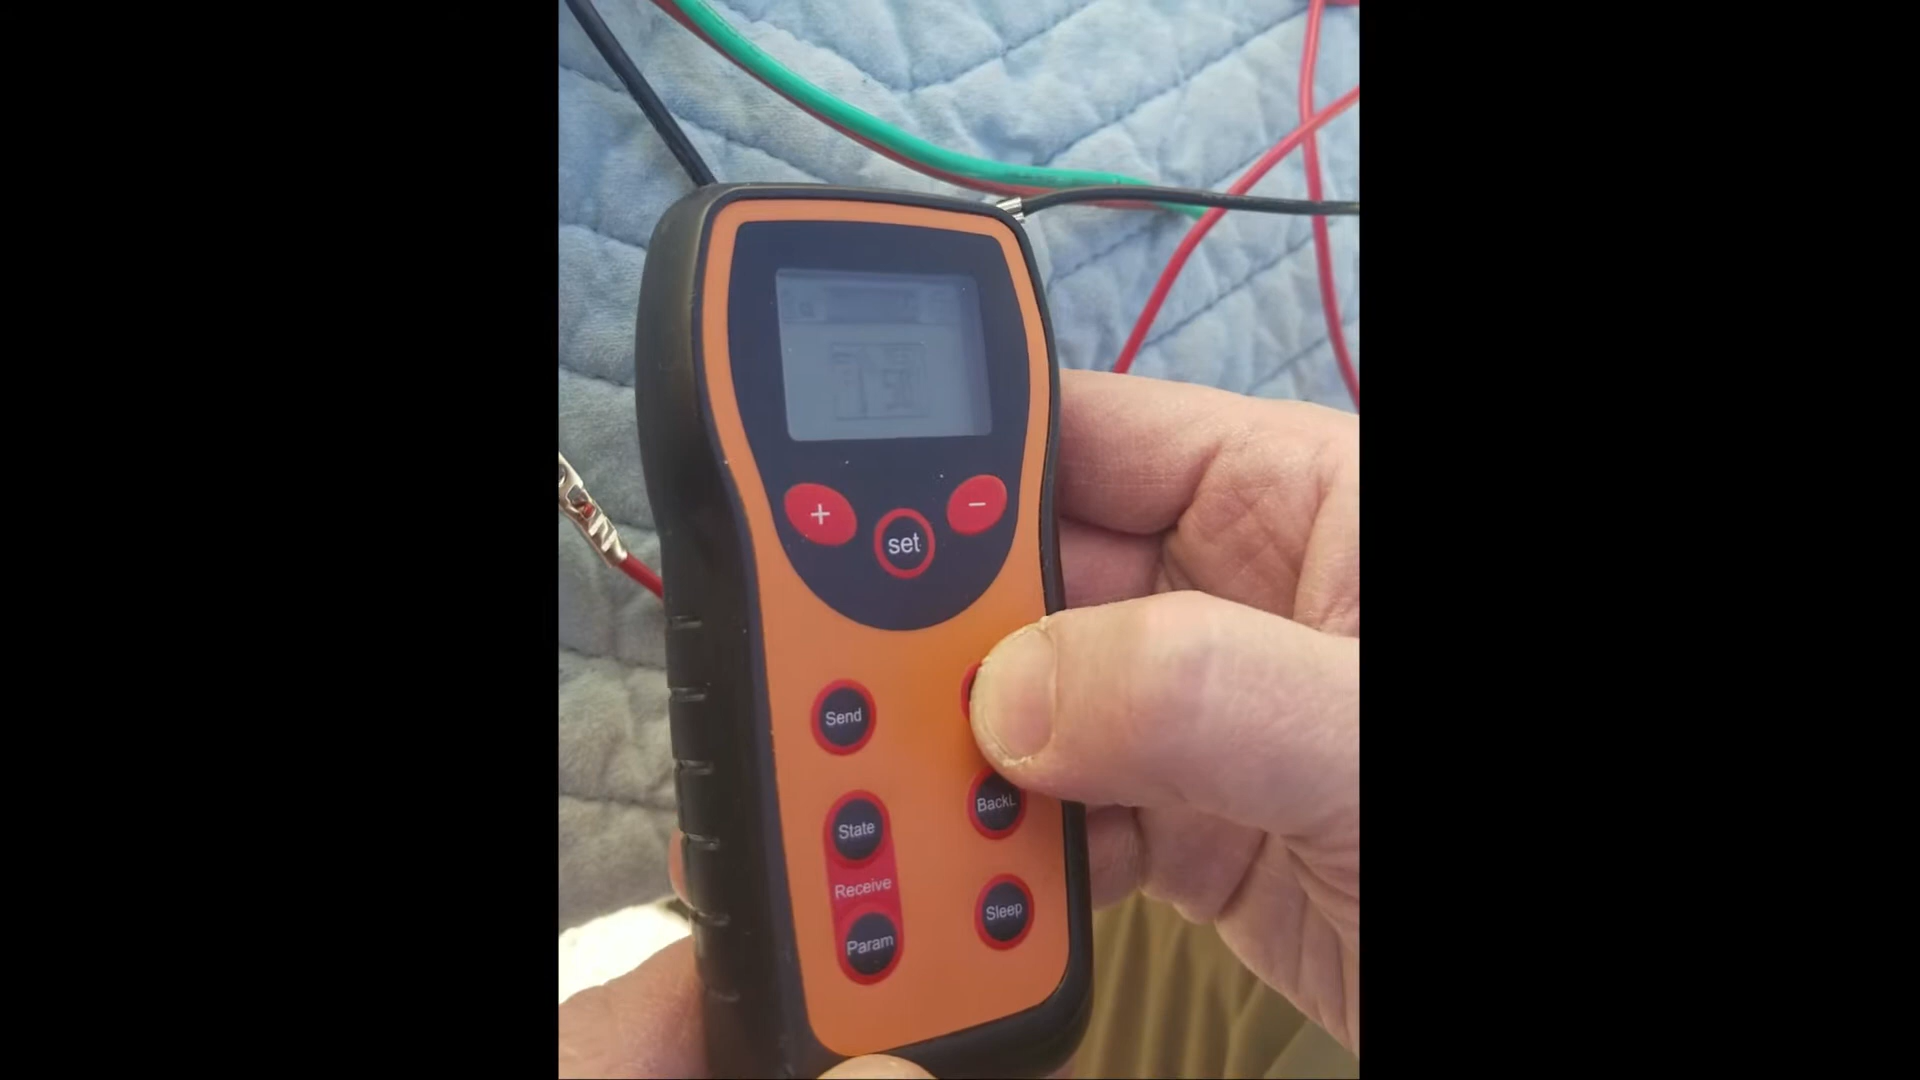 +
−
set
Send
BackL
State
Receive
Sleep
Param